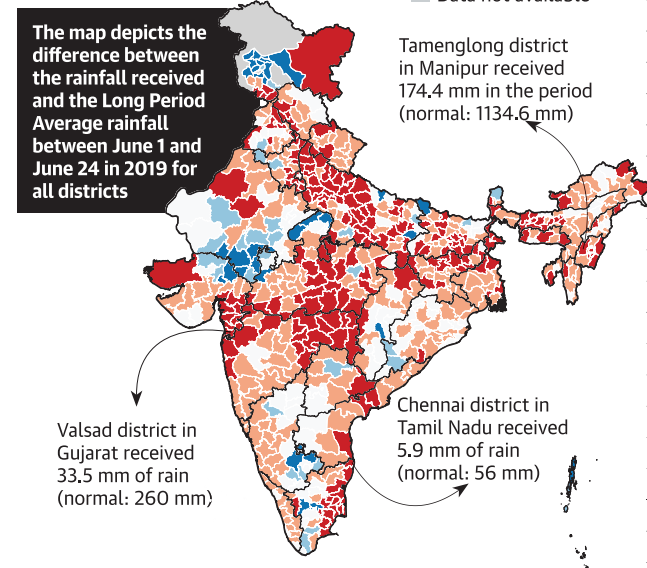 Data not available
The map depicts the
difference between
the rainfall received
and the Long Period
Average rainfall
between June 1 and
June 24 in 2019 for
all districts
Tamenglong district
in Manipur received
174.4 mm in the period
(normal: 1134.6 mm)
Valsad district in
Gujarat received
33.5 mm of rain
(normal: 260 mm)
Chennai district in
Tamil Nadu received
5.9 mm of rain
(normal: 56 mm)